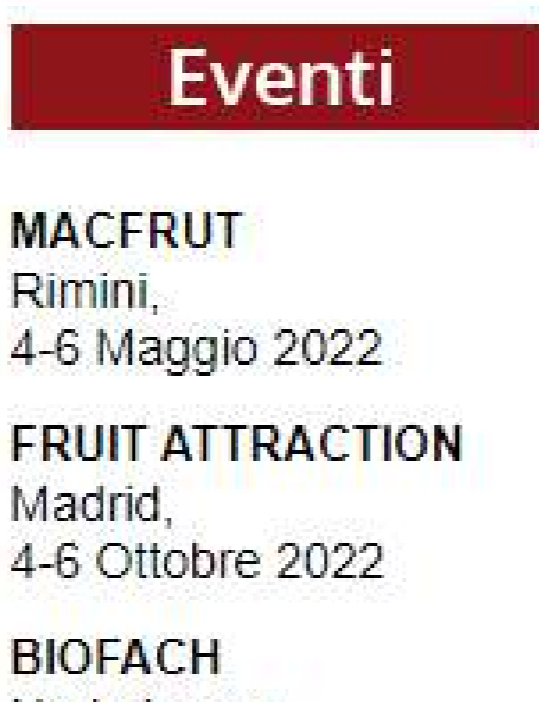 Eventi
MACFRUT
Rimini,
4-6 Maggio 2022
FRUIT ATTRACTION
Madrid,
4-6 Ottobre 2022
BIOFACH